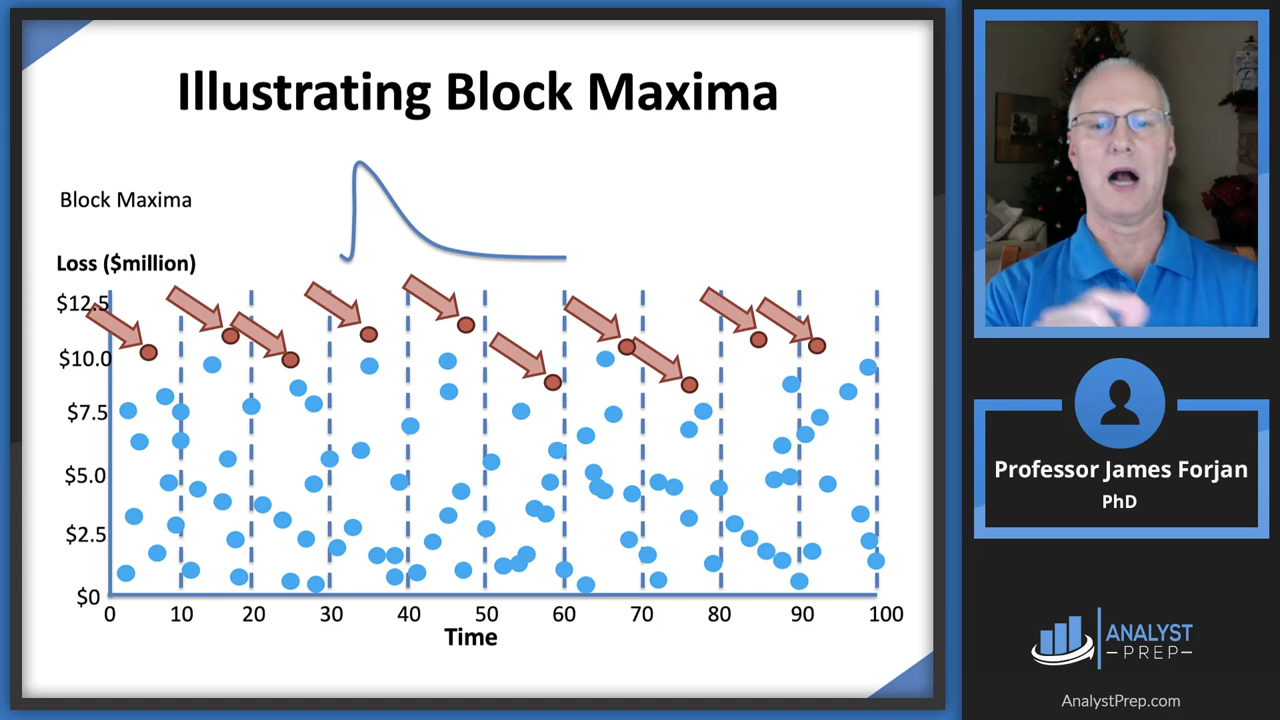 Illustrating Block Maxima
Block Maxima
Loss ($million)
$12.5
$10.0
$7.5
$5.0
$2.5
$0
0 10 20 30 40 50 60 70 80 90 100
Time
Professor James Forjan
PhD
ANALYST
PREP
AnalystPrep.com